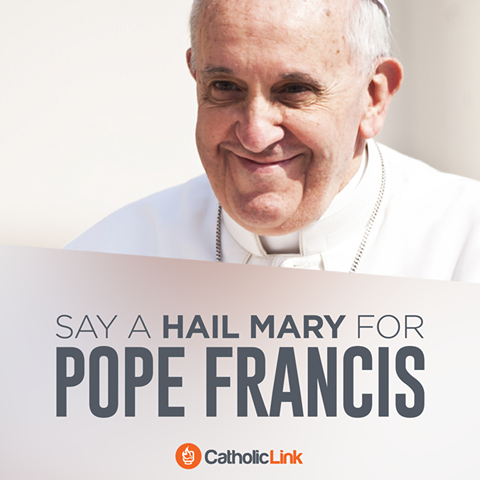 SAY A HAIL MARY FOR
POPE FRANCIS
CatholicLink